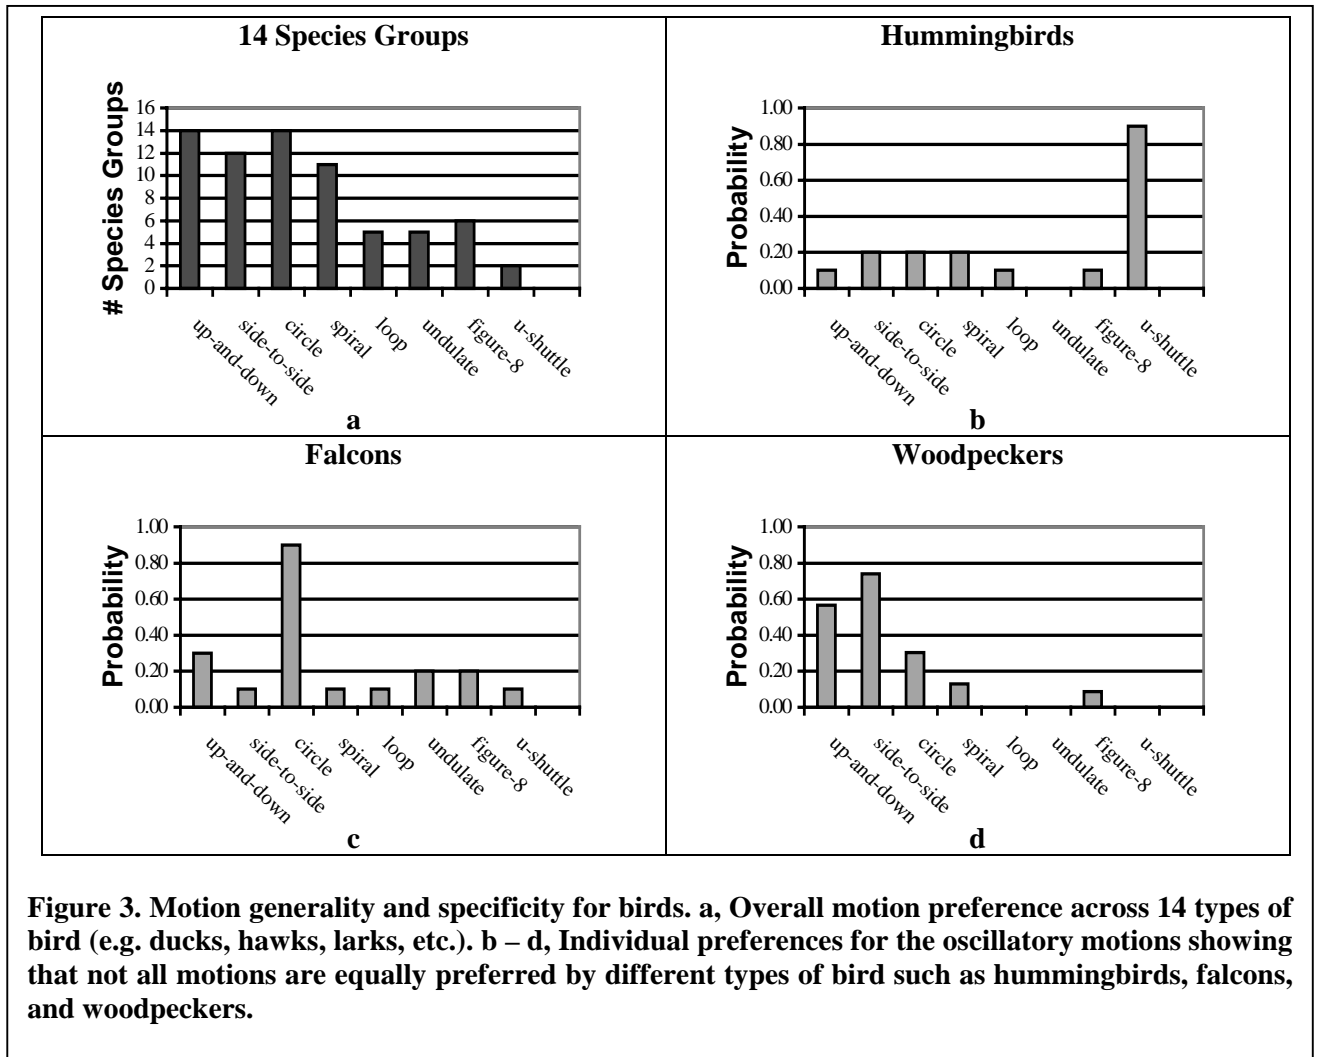 14 Species Groups
# Species Groups
16
14
12
10
8
6
4
2
0
up-and-down
side-to-side
circle
spiral
loop
undulate
figure-8
u-shuttle
a
Hummingbirds
Probability
1.00
0.80
0.60
0.40
0.20
0.00
up-and-down
side-to-side
circle
spiral
loop
undulate
figure-8
u-shuttle
b
Falcons
Probability
1.00
0.80
0.60
0.40
0.20
0.00
up-and-down
side-to-side
circle
spiral
loop
undulate
figure-8
u-shuttle
c
Woodpeckers
Probability
1.00
0.80
0.60
0.40
0.20
0.00
up-and-down
side-to-side
circle
spiral
loop
undulate
figure-8
u-shuttle
d
Figure 3. Motion generality and specificity for birds. a, Overall motion preference across 14 types of
bird (e.g. ducks, hawks, larks, etc.). b – d, Individual preferences for the oscillatory motions showing
that not all motions are equally preferred by different types of bird such as hummingbirds, falcons,
and woodpeckers.